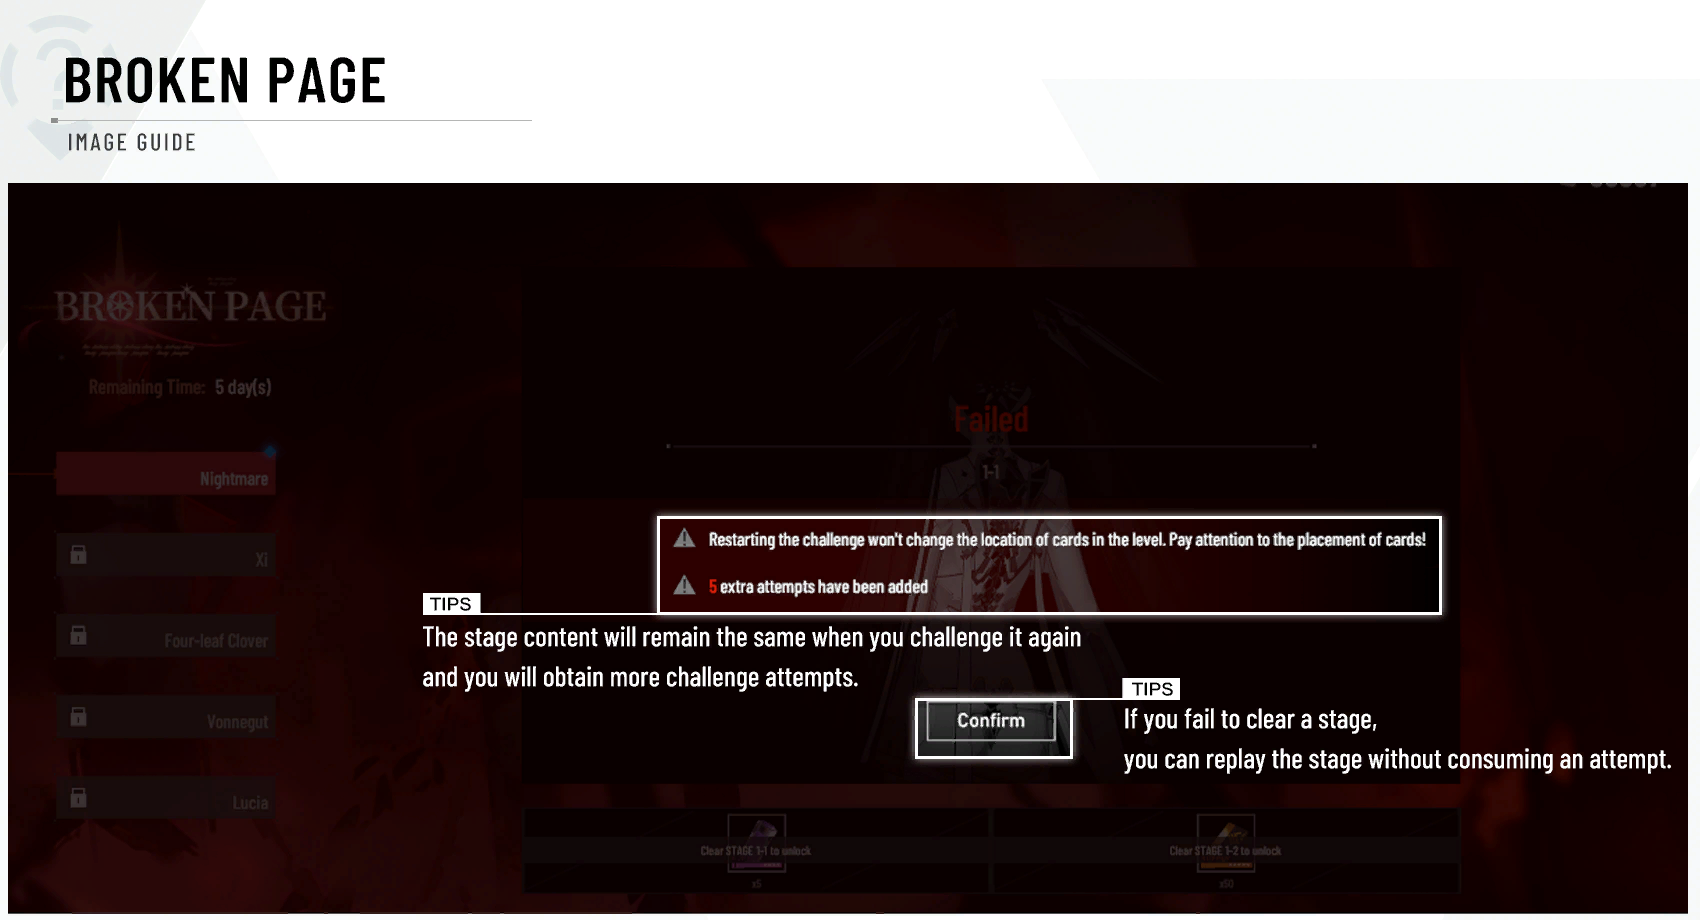 BROKEN PAGE
IMAGE GUIDE
BROKEN PAGE
Remaining Time: 5 day(s)
Nightmare
Xi
Four-leaf Clover
Vonnegut
Lucia
Failed
1-1
Restarting the challenge won't change the location of cards in the level. Pay attention to the placement of cards!
5 extra attempts have been added
TIPS
The stage content will remain the same when you challenge it again
and you will obtain more challenge attempts.
Confirm
TIPS
If you fail to clear a stage,
you can replay the stage without consuming an attempt.
Clear STAGE 1-1 to unlock
x5
Clear STAGE 1-2 to unlock
x50